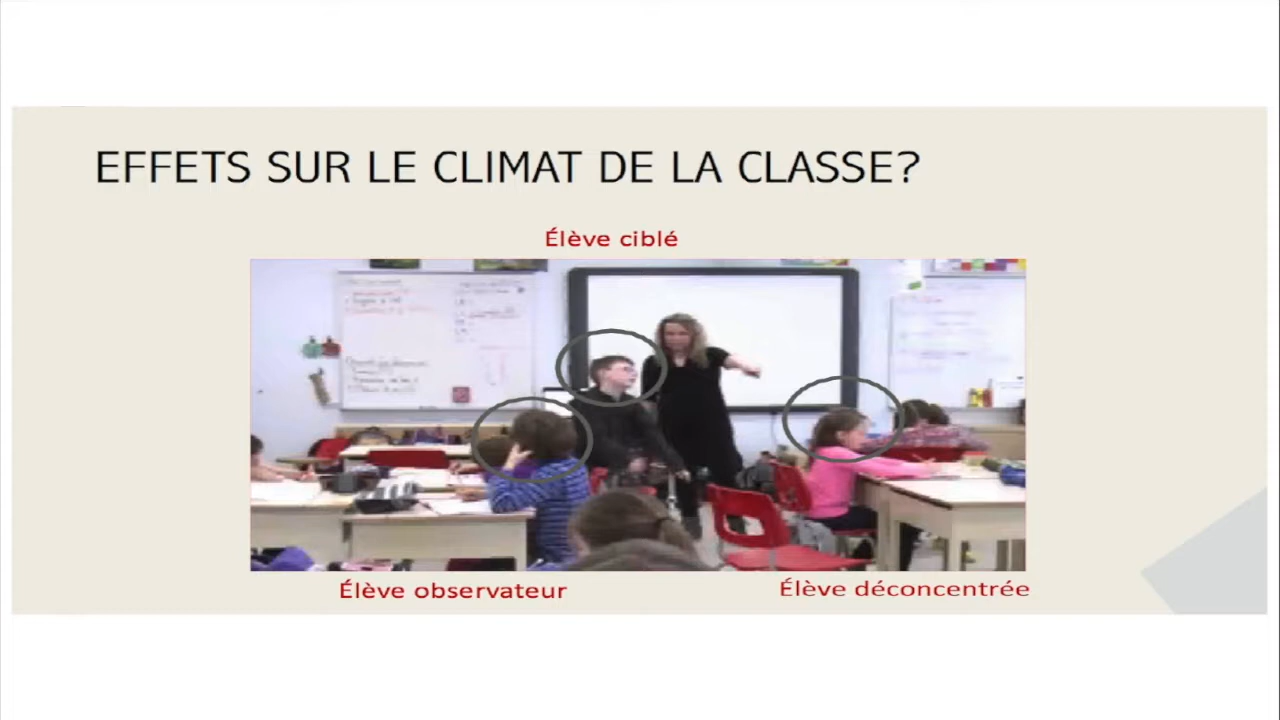 EFFETS SUR LE CLIMAT DE LA CLASSE?
Élève ciblé
Élève observateur
Élève déconcentrée